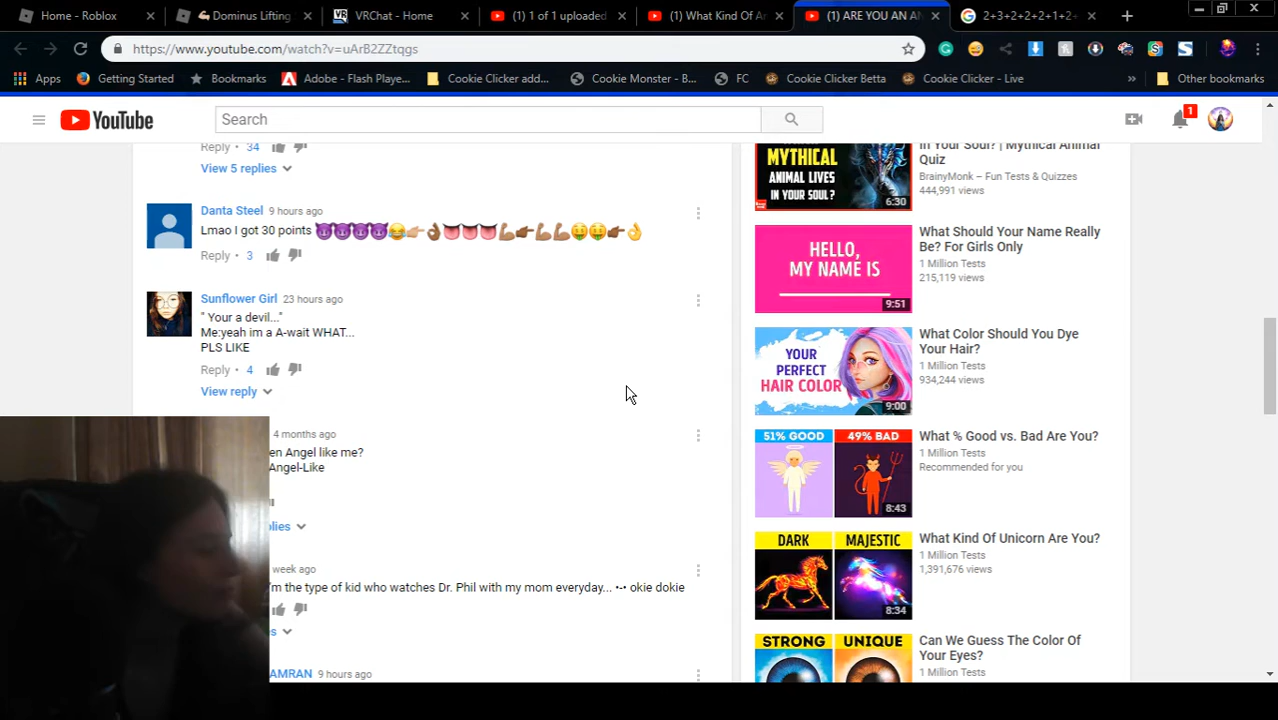 Home - Roblox
Dominus Lifting
VRChat - Home
(1) 1 of 1 uploaded
(1) What Kind Of A
(1) ARE YOU AN AN
2+3+2+2+2+1+2+
https://www.youtube.com/watch?v=uArB2ZZtqgs
Apps
Getting Started
Bookmarks
Adobe - Flash Playe...
Cookie Clicker add...
Cookie Monster - B...
FC
Cookie Clicker Betta
Cookie Clicker - Live
»
Other bookmarks
YouTube
Search
1
Reply · 34
View 5 replies
Danta Steel 9 hours ago
Lmao I got 30 points 😈😈😈😈😂👉🏼👌🏾👅👅👅💪🏽👉🏾💪🏽💪🏽🤑🤑👉🏾👌
Reply · 3
Sunflower Girl 23 hours ago
" Your a devil..."
Me:yeah im a A-wait WHAT...
PLS LIKE
Reply · 4
View reply
4 months ago
en Angel like me?
Angel-Like
plies
week ago
'm the type of kid who watches Dr. Phil with my mom everyday... •-• okie dokie
s
AMRAN 9 hours ago
MYTHICAL
ANIMAL LIVES
IN YOUR SOUL?
6:30
In Your Soul? | Mythical Animal
Quiz
BrainyMonk – Fun Tests & Quizzes
444,991 views
HELLO,
MY NAME IS
9:51
What Should Your Name Really
Be? For Girls Only
1 Million Tests
215,119 views
YOUR
PERFECT
HAIR COLOR
9:00
What Color Should You Dye
Your Hair?
1 Million Tests
934,244 views
51% GOOD
49% BAD
8:43
What % Good vs. Bad Are You?
1 Million Tests
Recommended for you
DARK
MAJESTIC
8:34
What Kind Of Unicorn Are You?
1 Million Tests
1,391,676 views
STRONG
UNIQUE
Can We Guess The Color Of
Your Eyes?
1 Million Tests